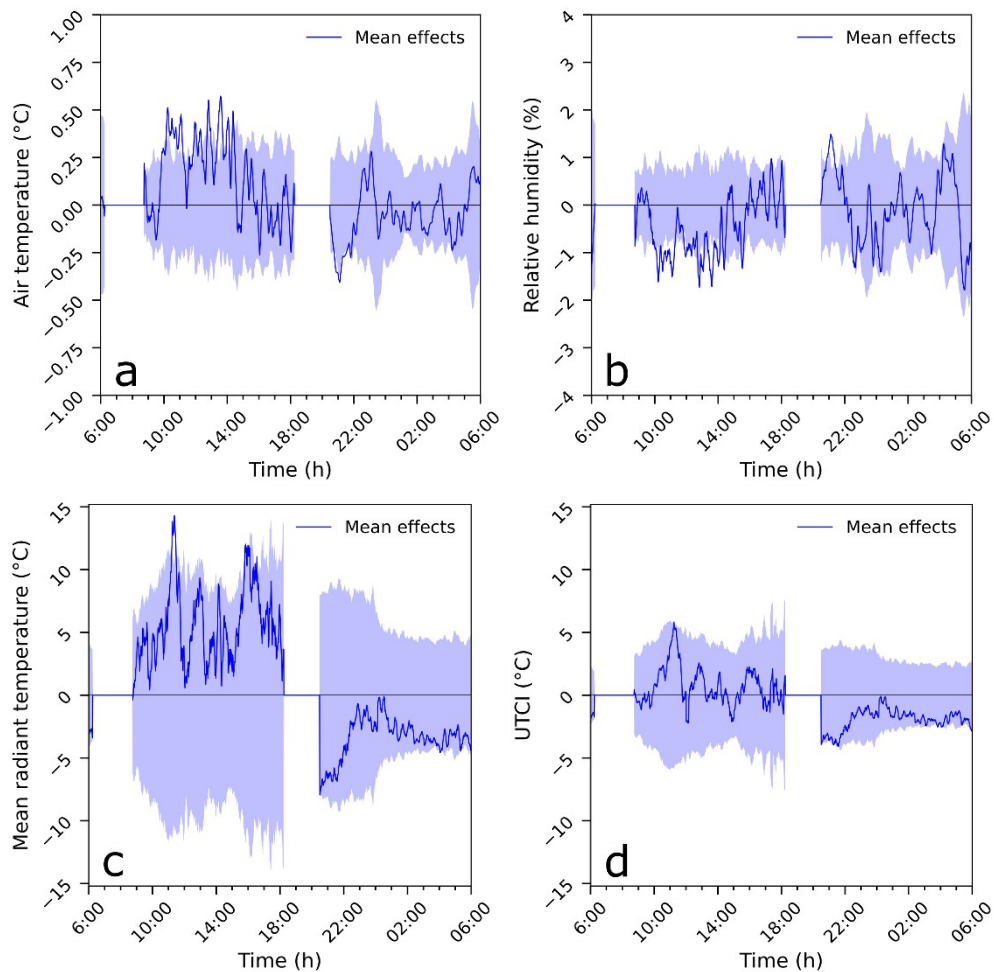 Mean effects
1.00
0.75
0.50
0.25
0.00
−0.25
−0.50
−0.75
−1.00
Air temperature (°C)
a
6:00 10:00 14:00 18:00 22:00 02:00 06:00
Time (h)
Mean effects
4
3
2
1
0
−1
−2
−3
−4
Relative humidity (%)
b
6:00 10:00 14:00 18:00 22:00 02:00 06:00
Time (h)
Mean effects
15
10
5
0
−5
−10
−15
Mean radiant temperature (°C)
c
6:00 10:00 14:00 18:00 22:00 02:00 06:00
Time (h)
Mean effects
15
10
5
0
−5
−10
−15
UTCI (°C)
d
6:00 10:00 14:00 18:00 22:00 02:00 06:00
Time (h)